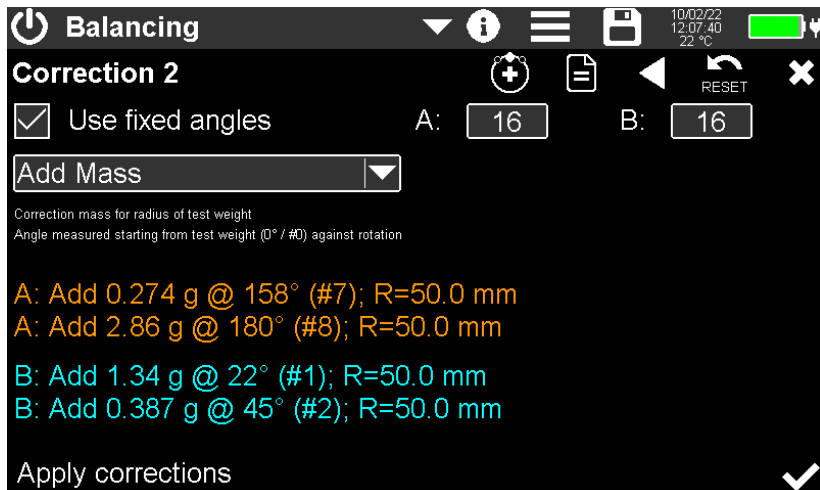 Balancing
i
10/02/22
12:07:40
22 °C
Correction 2
RESET
Use fixed angles A: 16 B: 16
Add Mass
Correction mass for radius of test weight
Angle measured starting from test weight (0° / #0) against rotation
A: Add 0.274 g @ 158° (#7); R=50.0 mm
A: Add 2.86 g @ 180° (#8); R=50.0 mm
B: Add 1.34 g @ 22° (#1); R=50.0 mm
B: Add 0.387 g @ 45° (#2); R=50.0 mm
Apply corrections